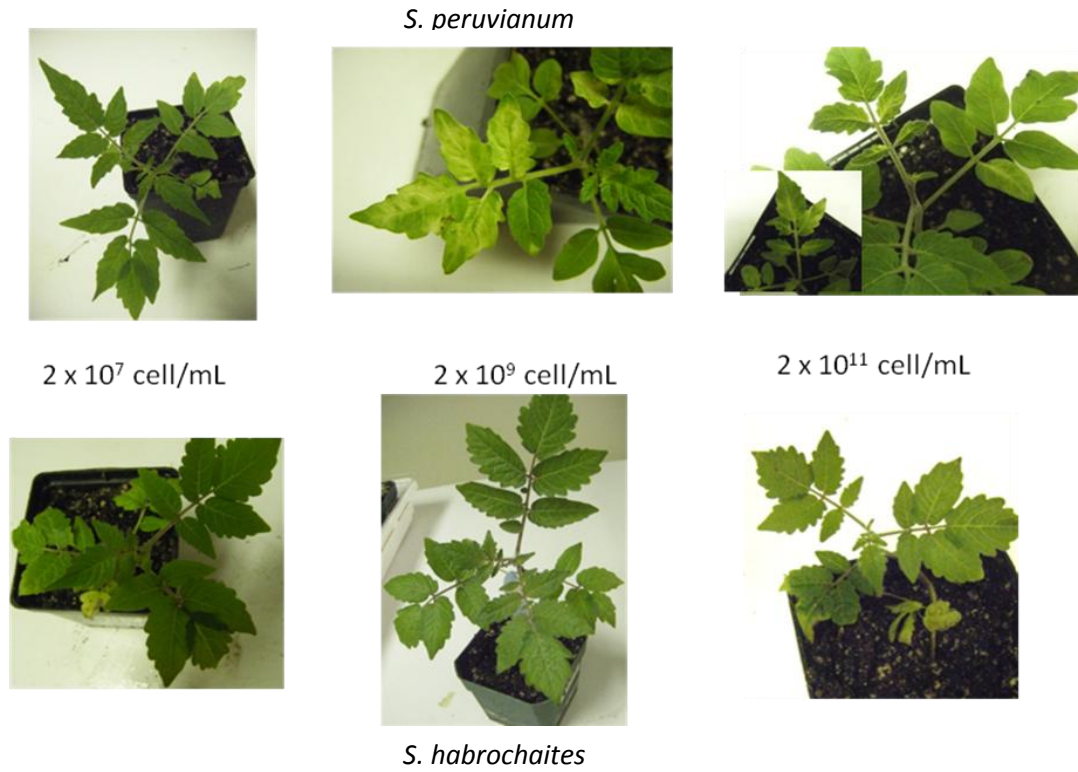 S. peruvianum
2 x 10⁷ cell/mL
2 x 10⁹ cell/mL
2 x 10¹¹ cell/mL
S. habrochaites